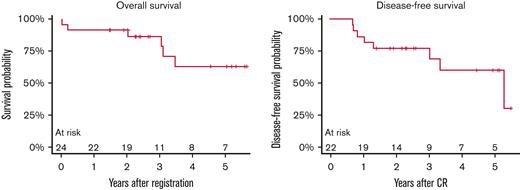 Overall survival
100%
75%
50%
25%
0%
Survival probability
At risk
24 22 19 11 8 7
0 1 2 3 4 5
Years after registration
Disease-free survival
100%
75%
50%
25%
0%
Disease-free survival probability
At risk
22 19 14 9 7 5
0 1 2 3 4 5
Years after CR